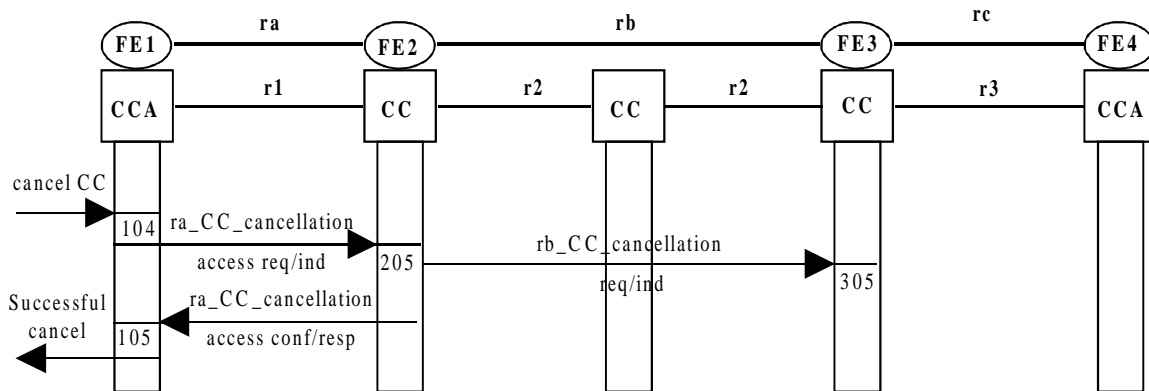 ra
rb
rc
FE1
FE2
FE3
FE4
r1
r2
r2
r3
CCA
CC
CC
CC
CCA
cancel CC
104
ra_CC_cancellation
access req/ind
205
rb_CC_cancellation
req/ind
305
Successful
cancel
105
ra_CC_cancellation
access conf/resp